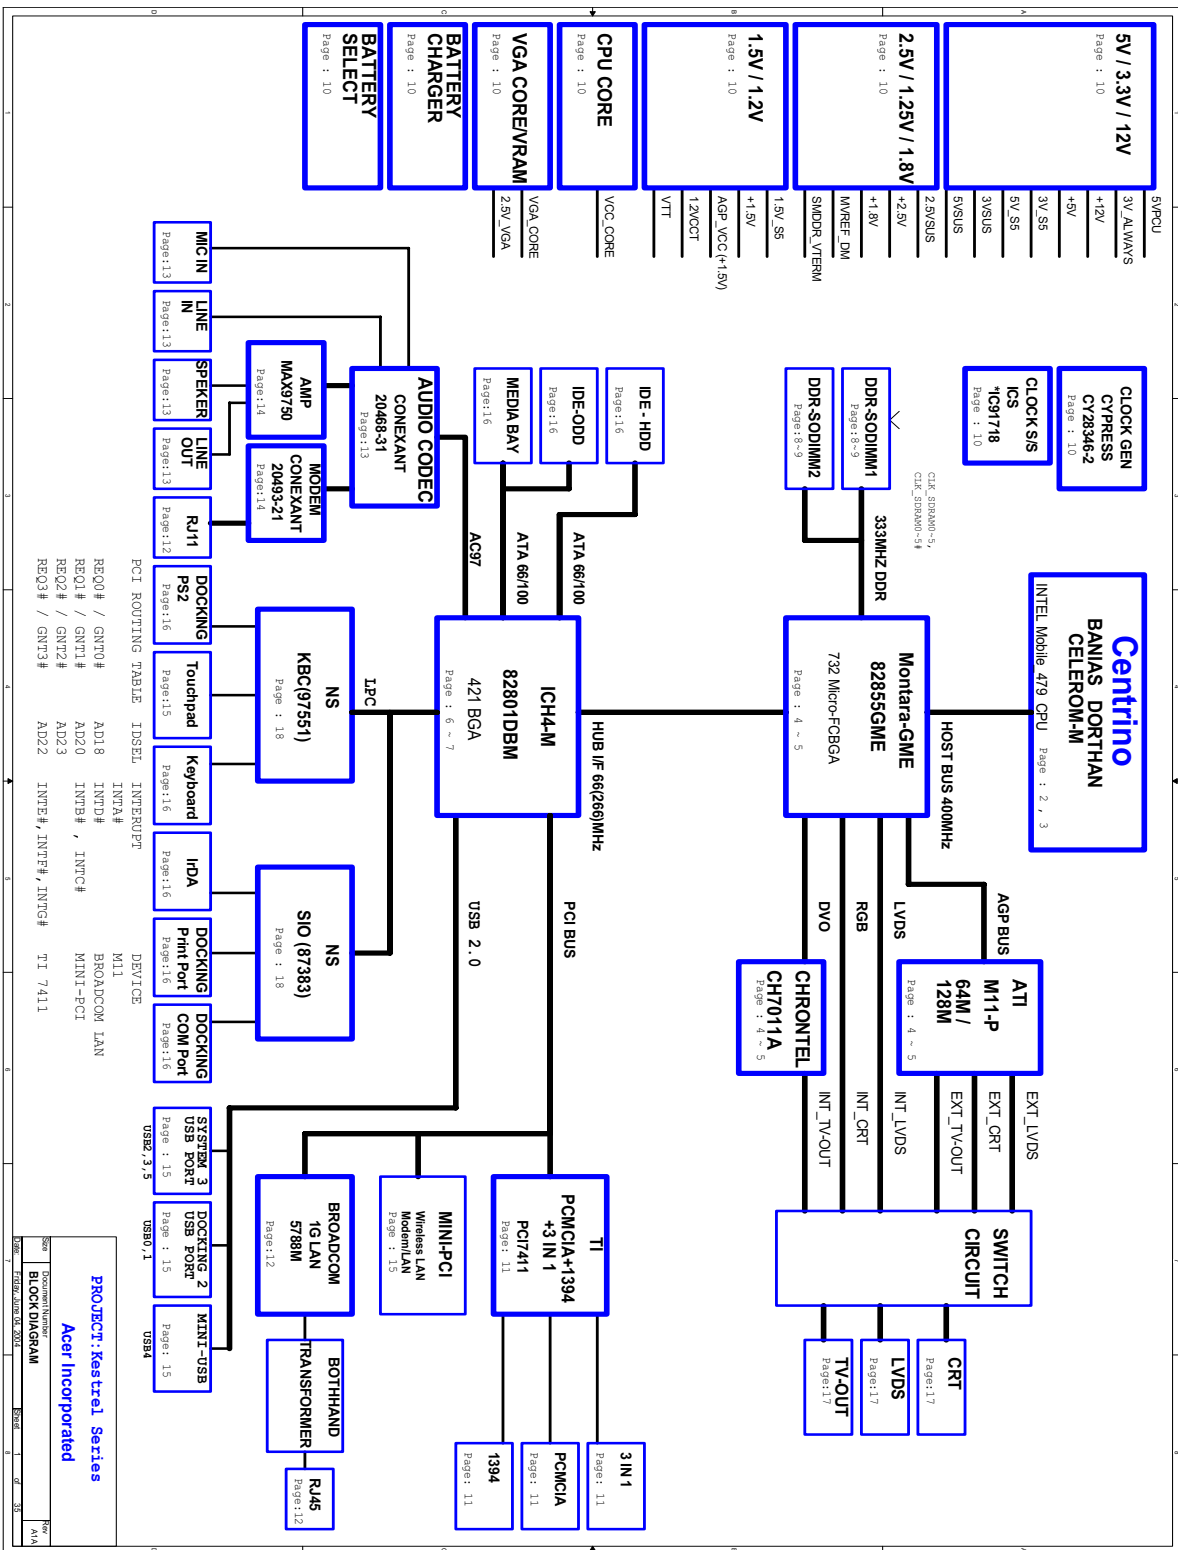 5V / 3.3V / 12V
Page : 10
5VPCU
3V_ALWAYS
+12V
+5V
3V_S5
5V_S5
3VSUS
5VSUS
2.5V / 1.25V / 1.8V
Page : 10
2.5VSUS
+2.5V
+1.8V
MVREF_DM
SMDDR_VTERM
1.5V / 1.2V
Page : 10
1.5V_S5
+1.5V
AGP_VCC (+1.5V)
1.2VCCT
VTT
CPU CORE
Page : 10
VCC_CORE
VGA CORE/VRAM
Page : 10
VGA_CORE
2.5V_VGA
BATTERY
CHARGER
Page : 10
BATTERY
SELECT
Page : 10
CLOCK GEN
CYPRESS
CY28346-2
Page : 10
CLOCK S/S
ICS
*IC91718
Page : 10
CLK_SDRAM0~5,
CLK_SDRAM0~5#
DDR-SODIMM1
Page:8~9
DDR-SODIMM2
Page:8~9
333MHZ DDR
Centrino
BANIAS DORTHAN
CELEROM-M
INTEL Mobile_479 CPU
Page : 2 , 3
HOST BUS 400MHz
Montara-GME
82855GME
732 Micro-FCBGA
Page : 4 ~ 5
AGP BUS
LVDS
RGB
DVO
ATI
M11-P
64M /
128M
Page : 4 ~ 5
CHRONTEL
CH7011A
Page : 4 ~ 5
EXT_LVDS
EXT_CRT
EXT_TV-OUT
INT_LVDS
INT_CRT
INT_TV-OUT
SWITCH
CIRCUIT
CRT
Page:17
LVDS
Page:17
TV-OUT
Page:17
HUB I/F 66(266)MHz
IDE - HDD
Page:16
IDE-ODD
Page:16
MEDIA BAY
Page:16
ATA 66/100
ATA 66/100
AC97
ICH4-M
82801DBM
421 BGA
Page : 6 ~ 7
PCI BUS
USB 2.0
LPC
AUDIO CODEC
CONEXANT
20468-31
Page:13
AMP
MAX9750
Page:14
MODEM
CONEXANT
20493-21
Page:14
MIC IN
Page:13
LINE
IN
Page:13
SPEKER
Page:13
LINE
OUT
Page:13
RJ11
Page:12
NS
KBC(97551)
Page : 18
DOCKING
PS2
Page:16
Touchpad
Page:15
Keyboard
Page:16
NS
SIO (87383)
Page : 18
IrDA
Page:16
DOCKING
Print Port
Page:16
DOCKING
COM Port
Page:16
TI
PCMCIA+1394
+3 IN 1
PCI7411
Page: 11
MINI-PCI
Wireless LAN
Modem/LAN
Page : 15
BROADCOM
1G LAN
5788M
Page:12
3 IN 1
Page: 11
PCMCIA
Page: 11
1394
Page: 11
BOTHHAND
TRANSFORMER
RJ45
Page:12
SYSTEM 3
USB PORT
Page : 15
USB2,3,5
DOCKING 2
USB PORT
Page : 15
USB0,1
MINI-USB
Page: 15
USB4
PCI ROUTING TABLE IDSEL INTERUPT DEVICE
INTA# M11
REQ0# / GNT0# AD18 INTD# BROADCOM LAN
REQ1# / GNT1# AD20 INTB# , INTC# MINI-PCI
REQ2# / GNT2# AD23
REQ3# / GNT3# AD22 INTE#,INTF#,INTG# TI 7411
PROJECT:Kestrel Series
Acer Incorporated
Size Document Number Rev
BLOCK DIAGRAM A1A
Date: Friday, June 04, 2004 Sheet 1 of 35